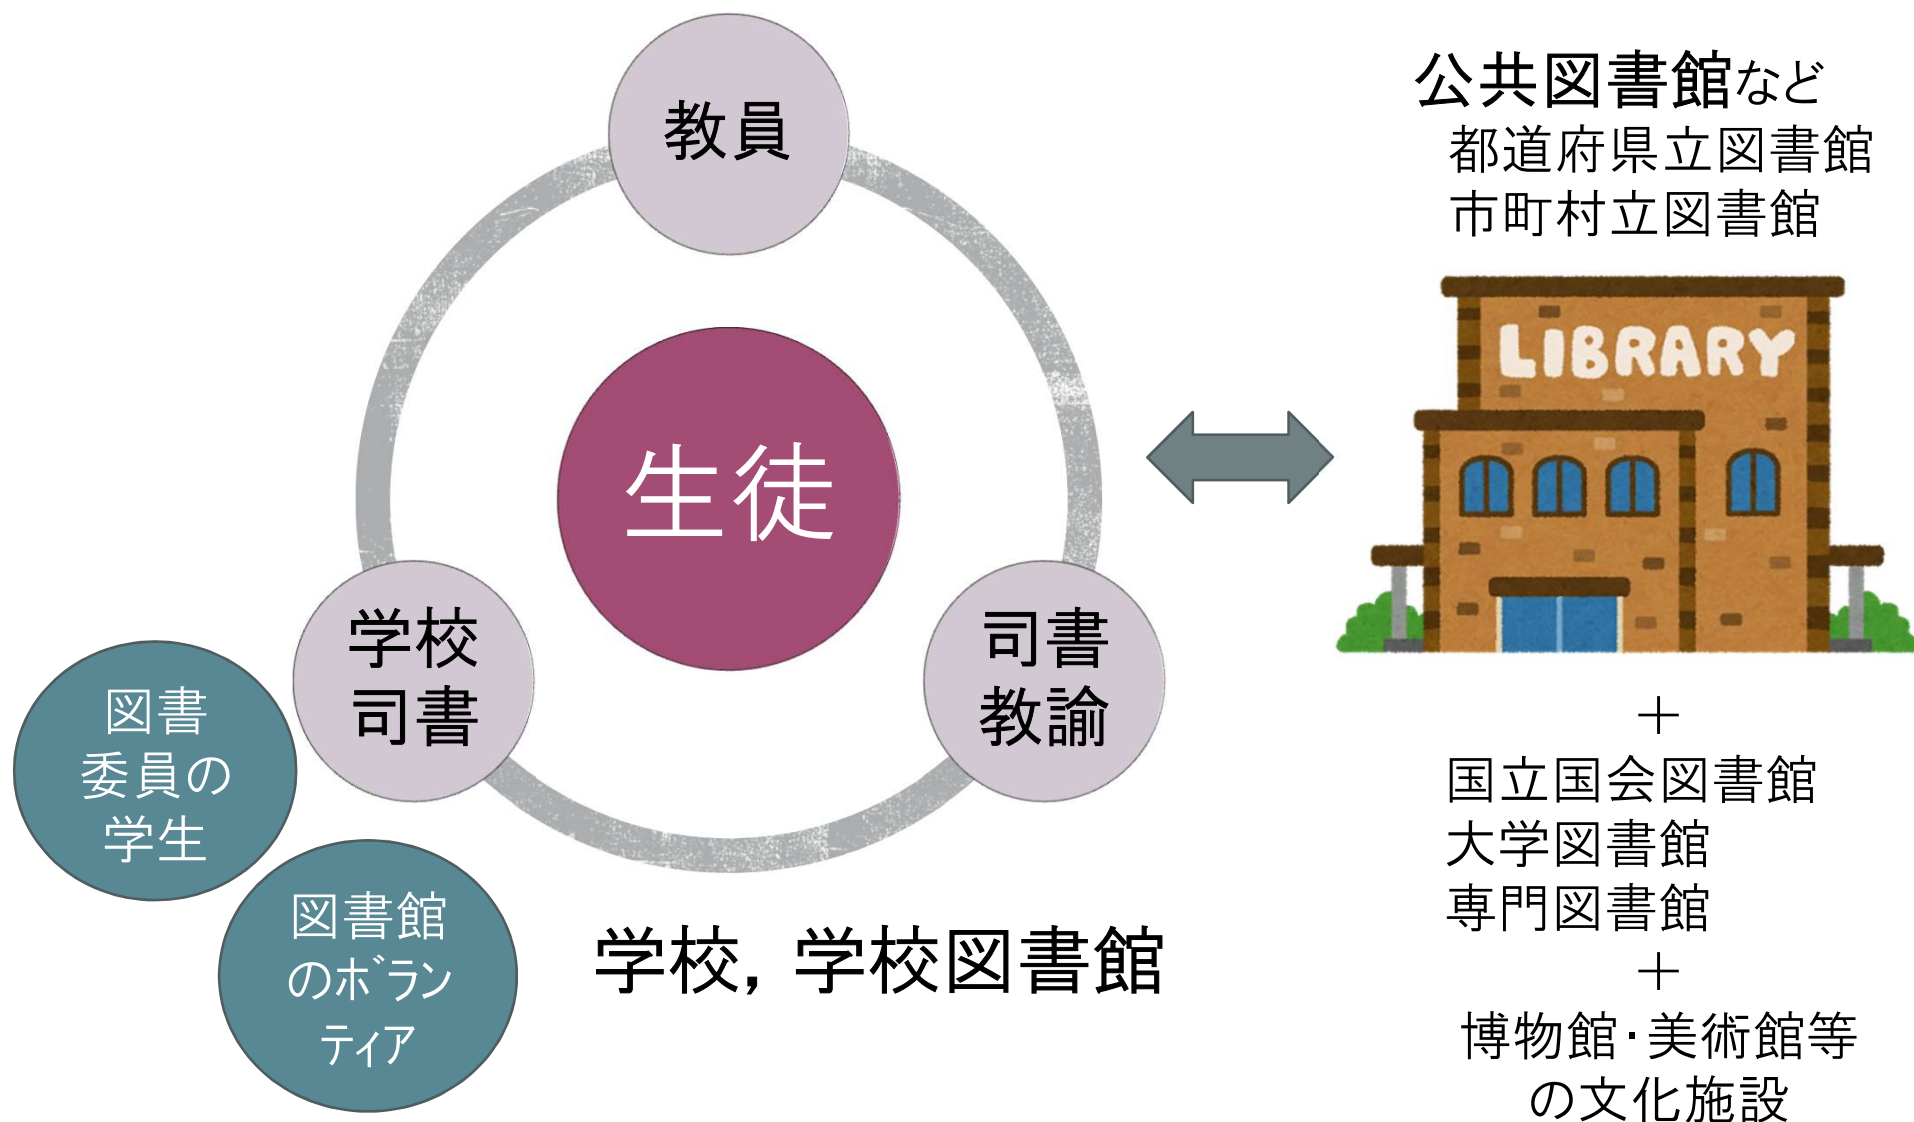 教員
生徒
学校
司書
司書
教諭
図書
委員の
学生
図書館
のボラン
ティア
学校，学校図書館
公共図書館など
都道府県立図書館
市町村立図書館
LIBRARY
＋
国立国会図書館
大学図書館
専門図書館
＋
博物館・美術館等
の文化施設